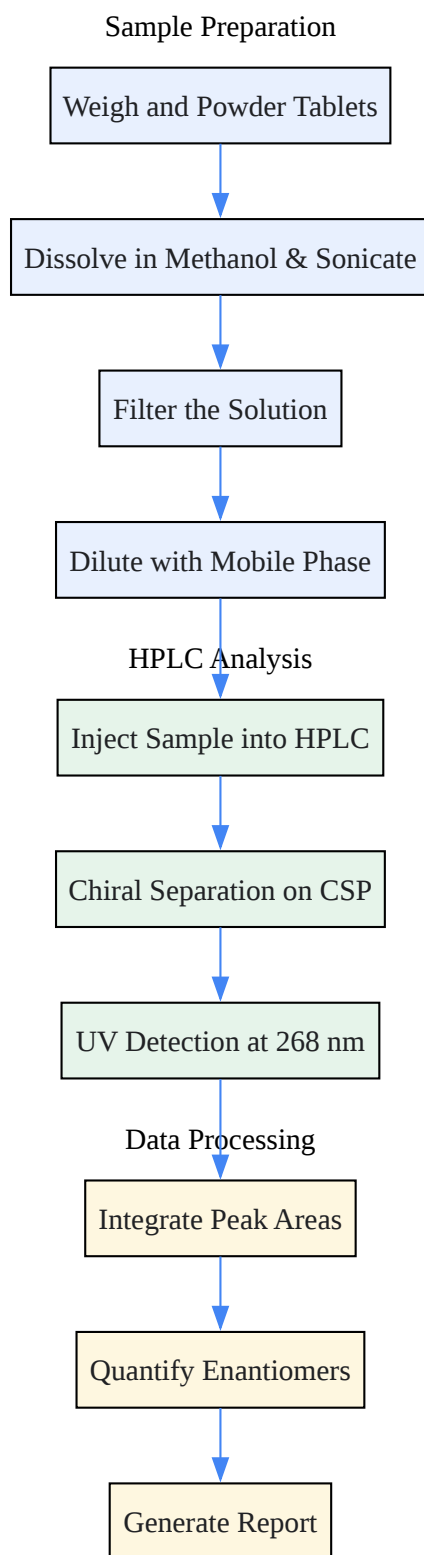 Sample Preparation
Weigh and Powder Tablets
Dissolve in Methanol & Sonicate
Filter the Solution
Dilute with Mobile Phase
HPLC Analysis
Inject Sample into HPLC
Chiral Separation on CSP
UV Detection at 268 nm
Data Processing
Integrate Peak Areas
Quantify Enantiomers
Generate Report